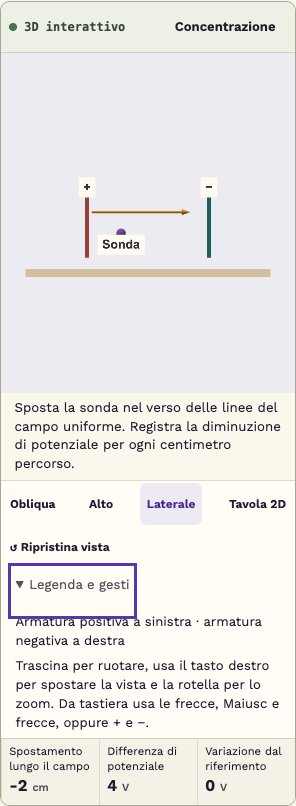 3D interattivo
Concentrazione
+
−
Sonda
Sposta la sonda nel verso delle linee del
campo uniforme. Registra la diminuzione
di potenziale per ogni centimetro
percorso.
Obliqua
Alto
Laterale
Tavola 2D
↺ Ripristina vista
▼ Legenda e gesti
Armatura positiva a sinistra · armatura
negativa a destra
Trascina per ruotare, usa il tasto destro
per spostare la vista e la rotella per lo
zoom. Da tastiera usa le frecce, Maiusc e
frecce, oppure + e −.
Spostamento
lungo il campo
-2 cm
Differenza di
potenziale
4 V
Variazione dal
riferimento
0 V